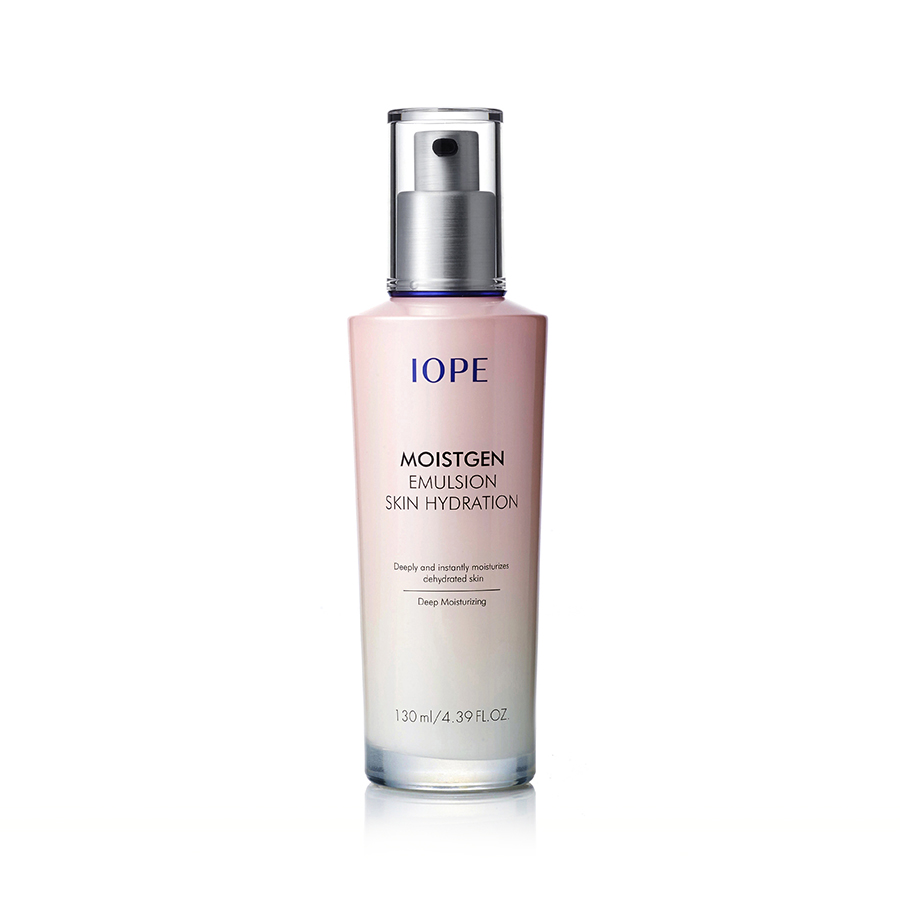 IOPE
MOISTGEN
EMULSION
SKIN HYDRATION
Deeply and instantly moisturizes
dehydrated skin
Deep Moisturizing
130 ml/4.39 FL.OZ.